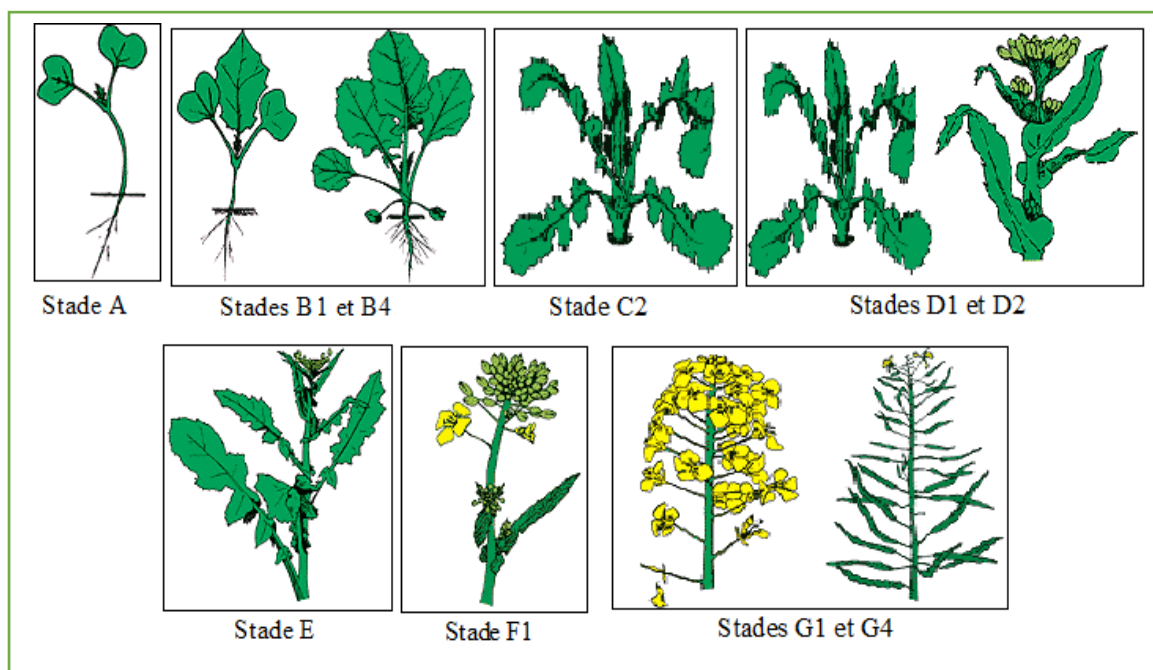 Stade A
Stades B1 et B4
Stade C2
Stades D1 et D2
Stade E
Stade F1
Stades G1 et G4